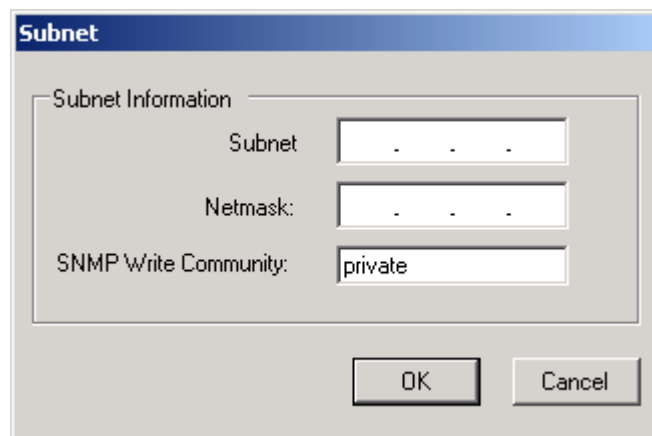 Subnet
Subnet Information
Subnet . . .
Netmask: . . .
SNMP Write Community: private
OK Cancel